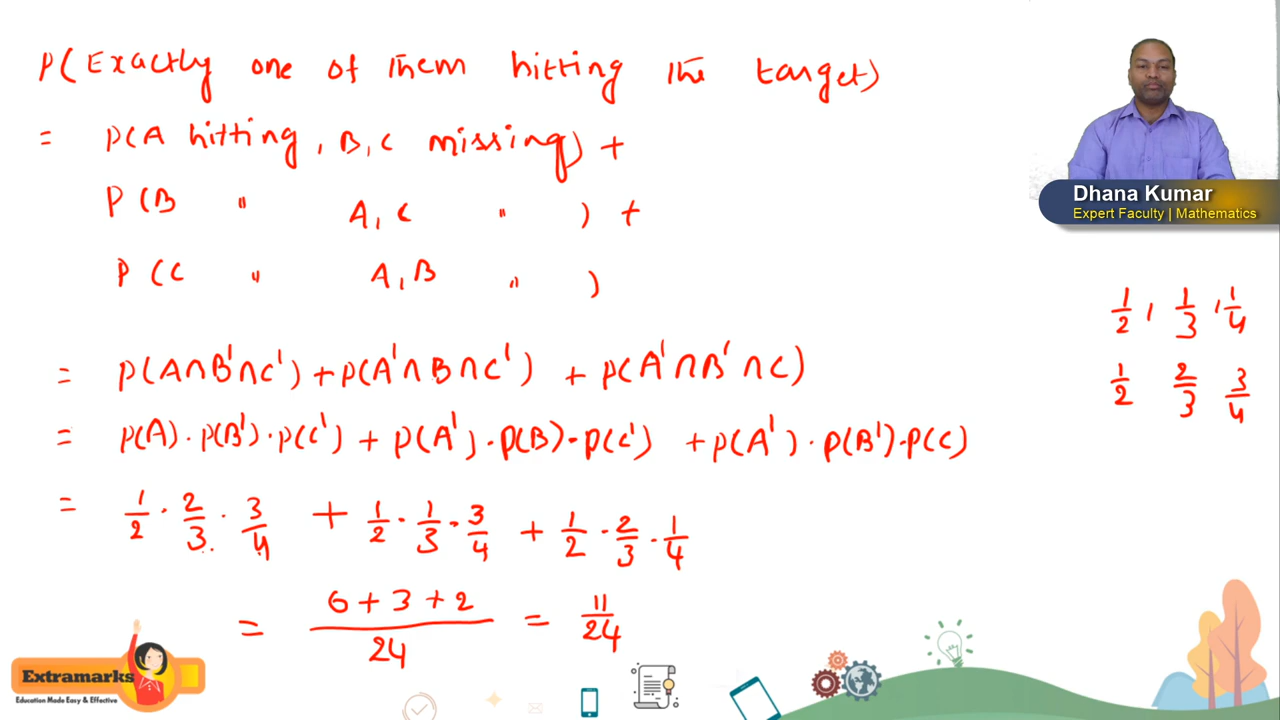 P(Exactly one of them hitting the target)
= P(A hitting, B, C missing) +
P(B " A, C " ) +
P(C " A, B " )
= P(A∩B'∩C') + P(A'∩B∩C') + P(A'∩B'∩C)
= P(A)·P(B')·P(C') + P(A')·P(B)·P(C') + P(A')·P(B')·P(C)
= 1/2 · 2/3 · 3/4 + 1/2 · 1/3 · 3/4 + 1/2 · 2/3 · 1/4
= (6+3+2)/24 = 11/24
Dhana Kumar
Expert Faculty | Mathematics
1/2, 1/3, 1/4
1/2 2/3 3/4
Extramarks
Education Made Easy & Effective